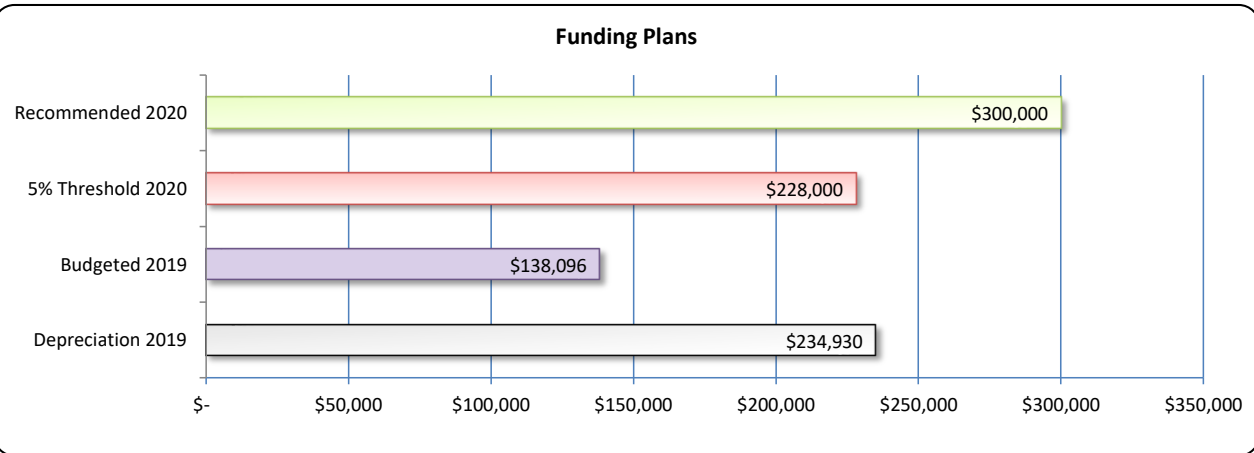 Funding Plans
Recommended 2020 $300,000
5% Threshold 2020 $228,000
Budgeted 2019 $138,096
Depreciation 2019 $234,930
$- $50,000 $100,000 $150,000 $200,000 $250,000 $300,000 $350,000